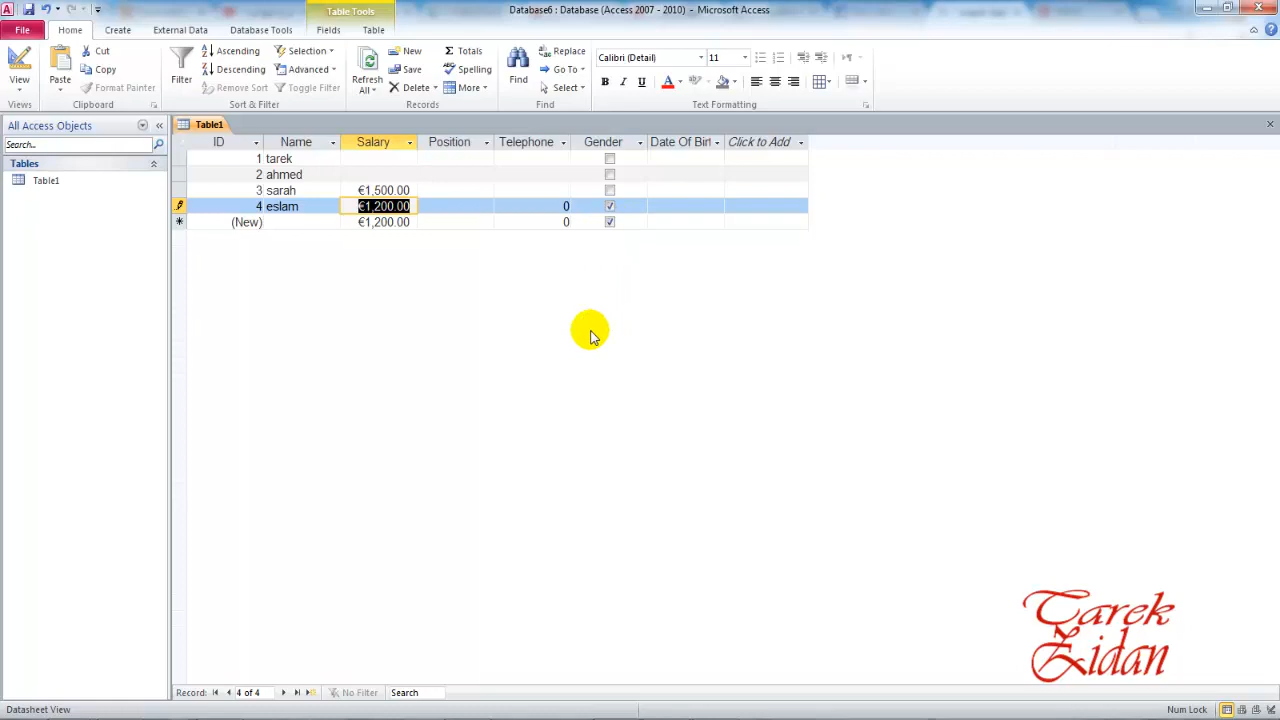 Table Tools
Database6 : Database (Access 2007 - 2010) – Microsoft Access
File
Home
Create
External Data
Database Tools
Fields
Table
View
Views
Paste
Cut
Copy
Format Painter
Clipboard
Filter
Ascending
Descending
Remove Sort
Selection
Advanced
Toggle Filter
Sort & Filter
Refresh
All
New
Save
Delete
Totals
Spelling
More
Records
Find
Replace
Go To
Select
Find
Calibri (Detail)
11
B I U
A
Text Formatting
All Access Objects
Search...
Tables
Table1
Table1
ID Name Salary Position Telephone Gender Date Of Birt Click to Add
1 tarek
2 ahmed
3 sarah €1,500.00
4 eslam €1,200.00 0
(New) €1,200.00 0
Tarek
Zidan
Record: 4 of 4 No Filter Search
Datasheet View
Num Lock